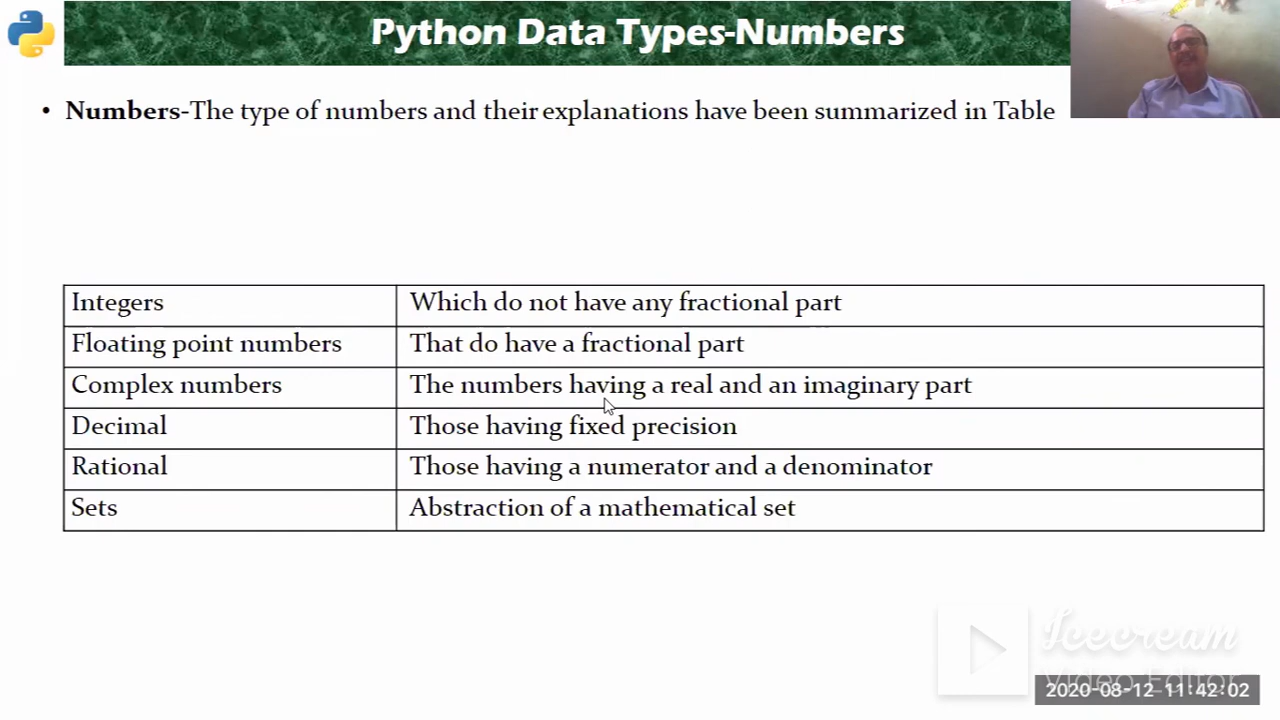 Python Data Types-Numbers
• Numbers-The type of numbers and their explanations have been summarized in Table
Integers Which do not have any fractional part
Floating point numbers That do have a fractional part
Complex numbers The numbers having a real and an imaginary part
Decimal Those having fixed precision
Rational Those having a numerator and a denominator
Sets Abstraction of a mathematical set
Icecream
Video Editor
2020-08-12 11:42:02